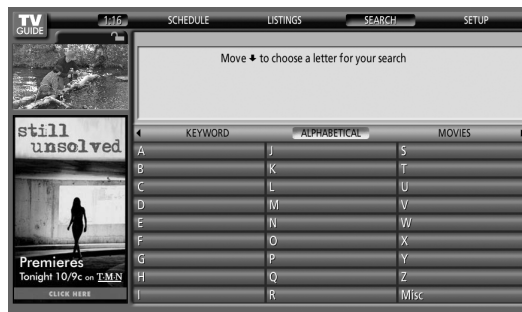 TV
GUIDE
1:16
SCHEDULE
LISTINGS
SEARCH
SETUP
Move ↓ to choose a letter for your search
KEYWORD
ALPHABETICAL
MOVIES
A
B
C
D
E
F
G
H
I
J
K
L
M
N
O
P
Q
R
S
T
U
V
W
X
Y
Z
Misc
still
unsolved
Premieres
Tonight 10/9c on T·M·N
CLICK HERE